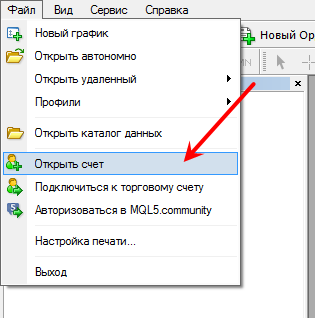 Файл Вид Сервис Справка
Новый график
Новый Ор
Открыть автономно
Открыть удаленный
Профили
Открыть каталог данных
Открыть счет
Подключиться к торговому счету
Авторизоваться в MQL5.community
Настройка печати...
Выход